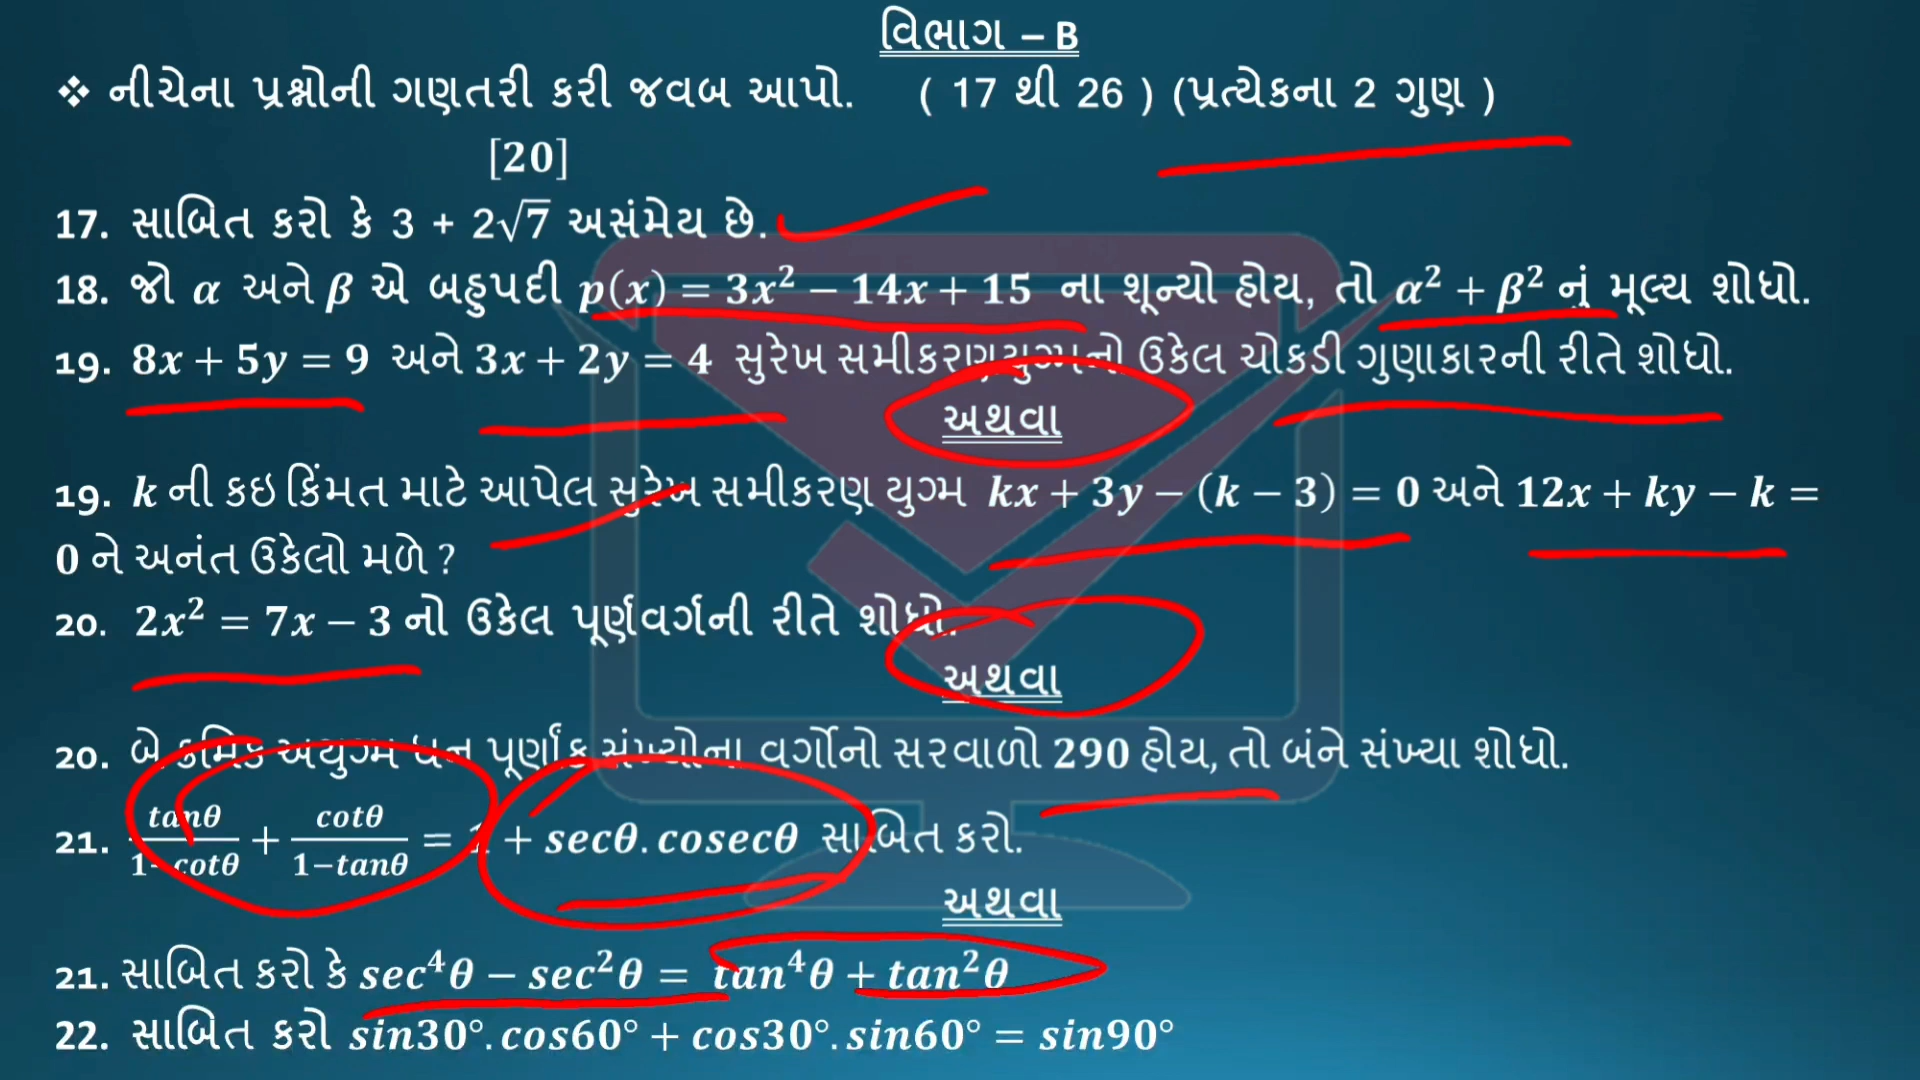 વિભાગ – B
❖ નીચેના પ્રશ્નોની ગણતરી કરી જવબ આપો. ( 17 થી 26 ) (પ્રત્યેકના 2 ગુણ )
[20]
17. સાબિત કરો કે 3 + 2√7 અસંમેય છે.
18. જો α અને β એ બહુપદી p(x) = 3x² − 14x + 15 ના શૂન્યો હોય, તો α² + β² નું મૂલ્ય શોધો.
19. 8x + 5y = 9 અને 3x + 2y = 4 સુરેખ સમીકરણયુગ્મનો ઉકેલ ચોકડી ગુણાકારની રીતે શોધો.
અથવા
19. k ની કઇ કિંમત માટે આપેલ સુરેખ સમીકરણ યુગ્મ kx + 3y − (k − 3) = 0 અને 12x + ky − k =
0 ને અનંત ઉકેલો મળે ?
20. 2x² = 7x − 3 નો ઉકેલ પૂર્ણવર્ગની રીતે શોધો.
અથવા
20. બે ક્રમિક અયુગ્મ ધન પૂર્ણાંક સંખ્યોના વર્ગોનો સરવાળો 290 હોય, તો બંને સંખ્યા શોધો.
21. tanθ/(1−cotθ) + cotθ/(1−tanθ) = 1 + secθ.cosecθ સાબિત કરો.
અથવા
21. સાબિત કરો કે sec⁴θ − sec²θ = tan⁴θ + tan²θ
22. સાબિત કરો sin30°.cos60° + cos30°.sin60° = sin90°